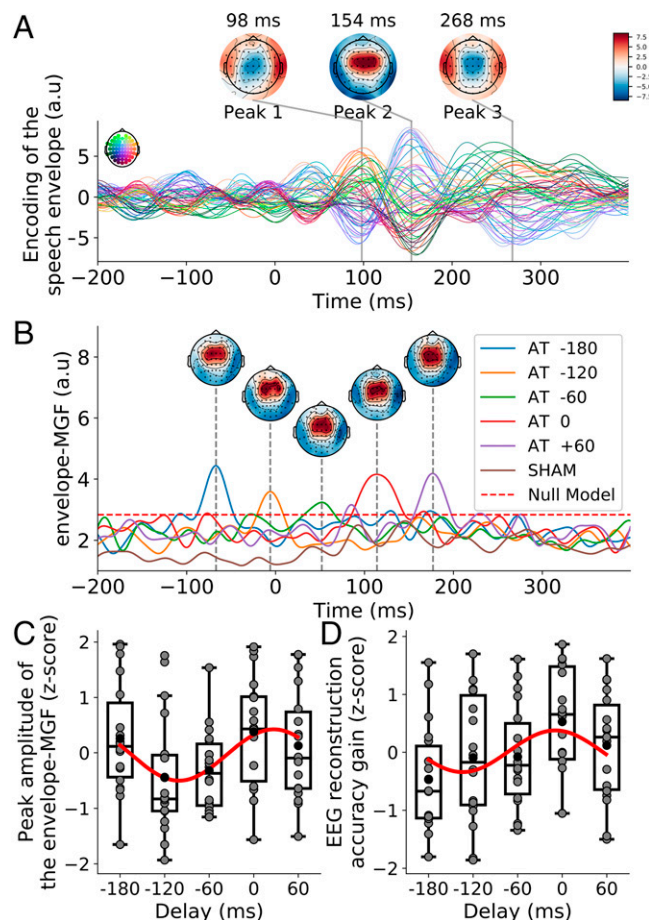 A
98 ms 154 ms 268 ms
7.5
5.0
2.5
0.0
−2.5
−5.0
−7.5
Peak 1 Peak 2 Peak 3
Encoding of the
speech envelope (a.u)
5
0
−5
−200 −100 0 100 200 300
Time (ms)
B
envelope-MGF (a.u)
8
6
4
2
AT -180
AT -120
AT -60
AT 0
AT +60
SHAM
Null Model
−200 −100 0 100 200 300
Time (ms)
C
Peak amplitude of
the envelope-MGF (z-score)
2
1
0
−1
−2
-180 -120 -60 0 60
Delay (ms)
D
EEG reconstruction
accuracy gain (z-score)
2
1
0
−1
−2
-180 -120 -60 0 60
Delay (ms)